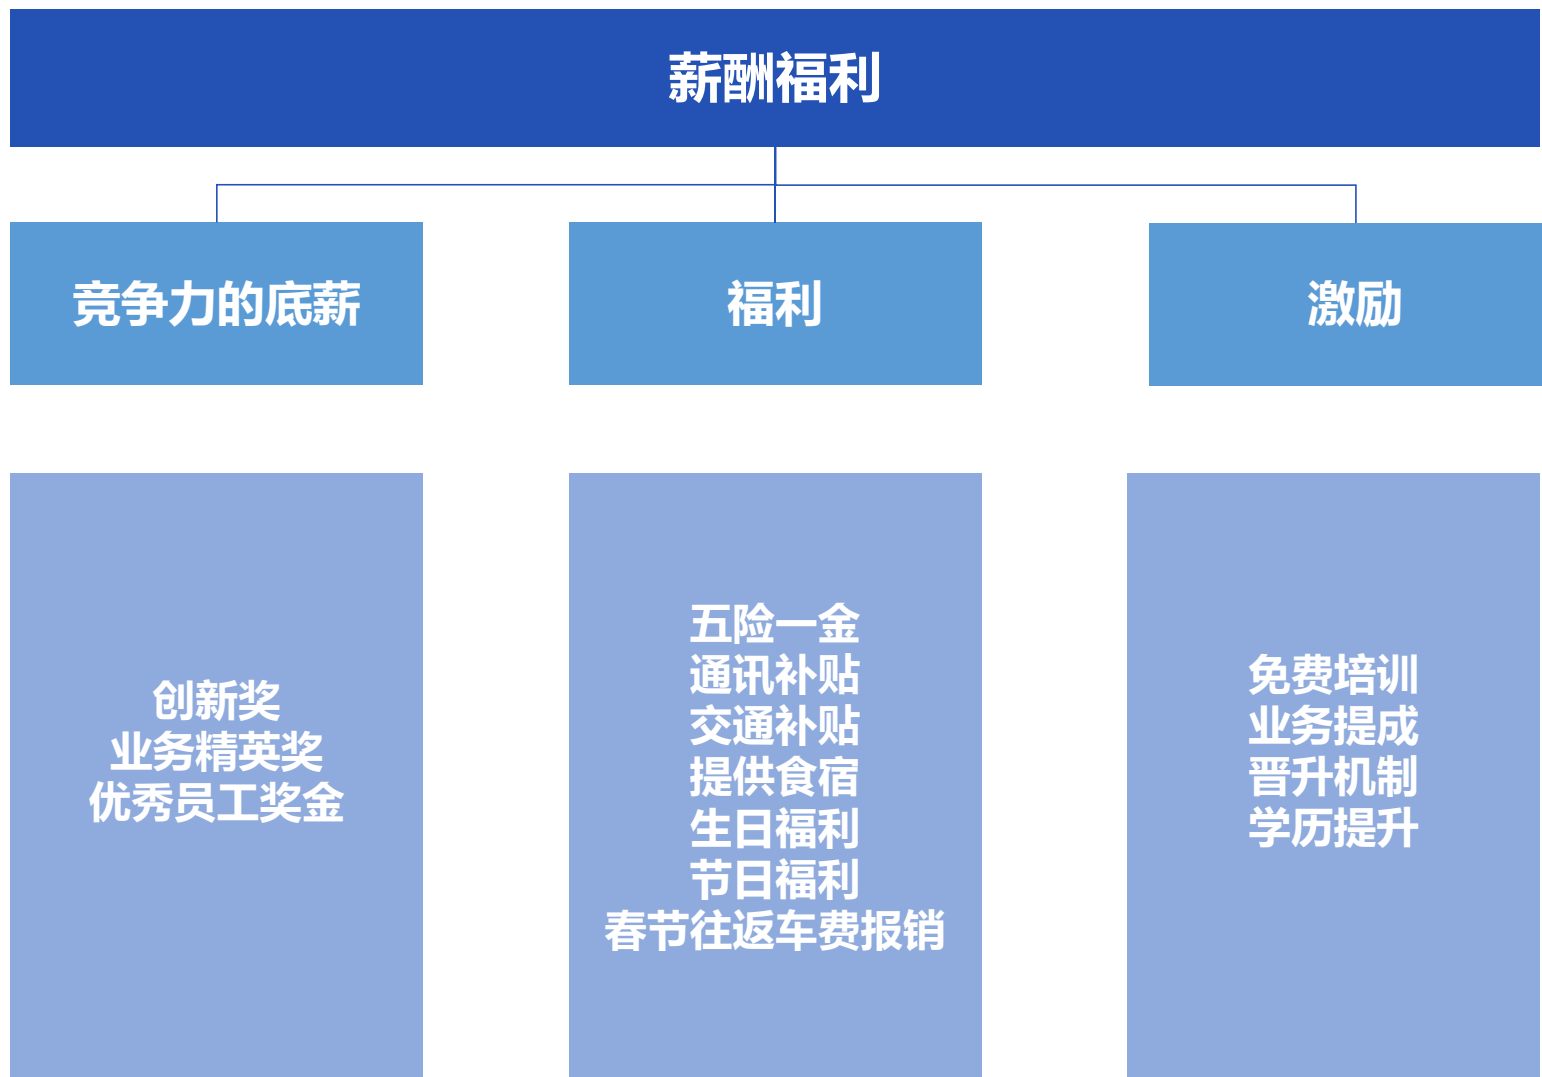 薪酬福利
竞争力的底薪
福利
激励
创新奖
业务精英奖
优秀员工奖金
五险一金
通讯补贴
交通补贴
提供食宿
生日福利
节日福利
春节往返车费报销
免费培训
业务提成
晋升机制
学历提升